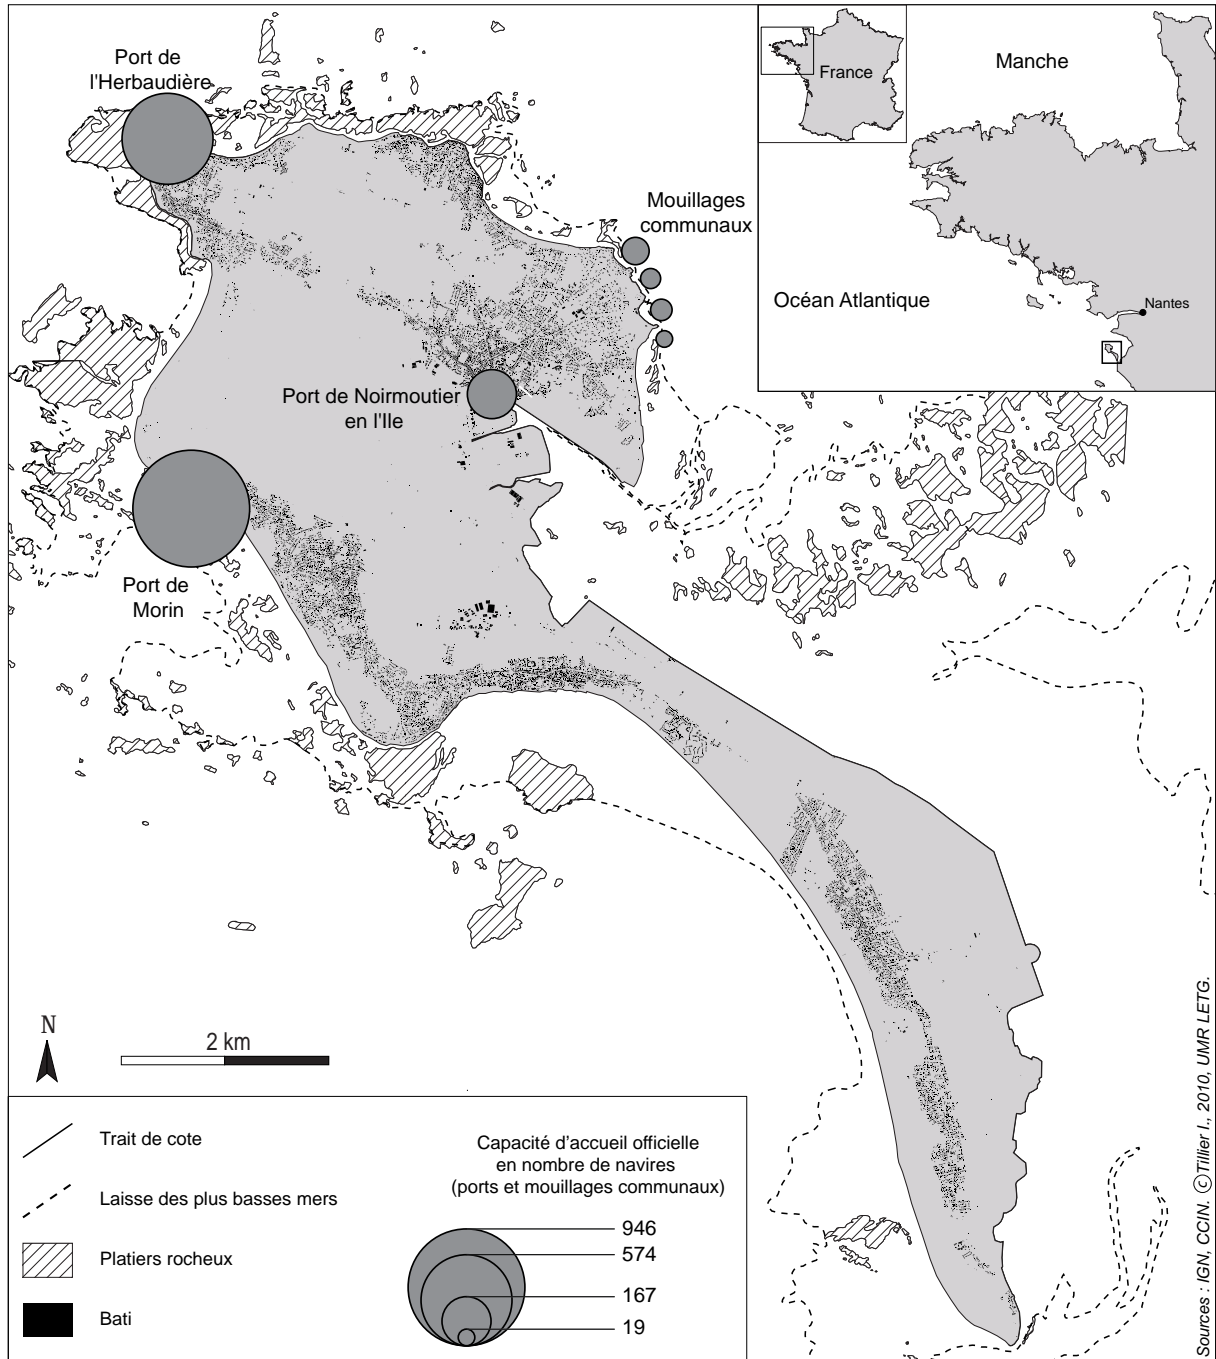 Port de
l'Herbaudière
France
Manche
Mouillages
communaux
Océan Atlantique
Nantes
Port de Noirmoutier
en l'Ile
Port de
Morin
N
2 km
Trait de cote
Laisse des plus basses mers
Platiers rocheux
Bati
Capacité d'accueil officielle
en nombre de navires
(ports et mouillages communaux)
946
574
167
19
Sources : IGN, CCIN. ©Tillier I., 2010, UMR LETG.